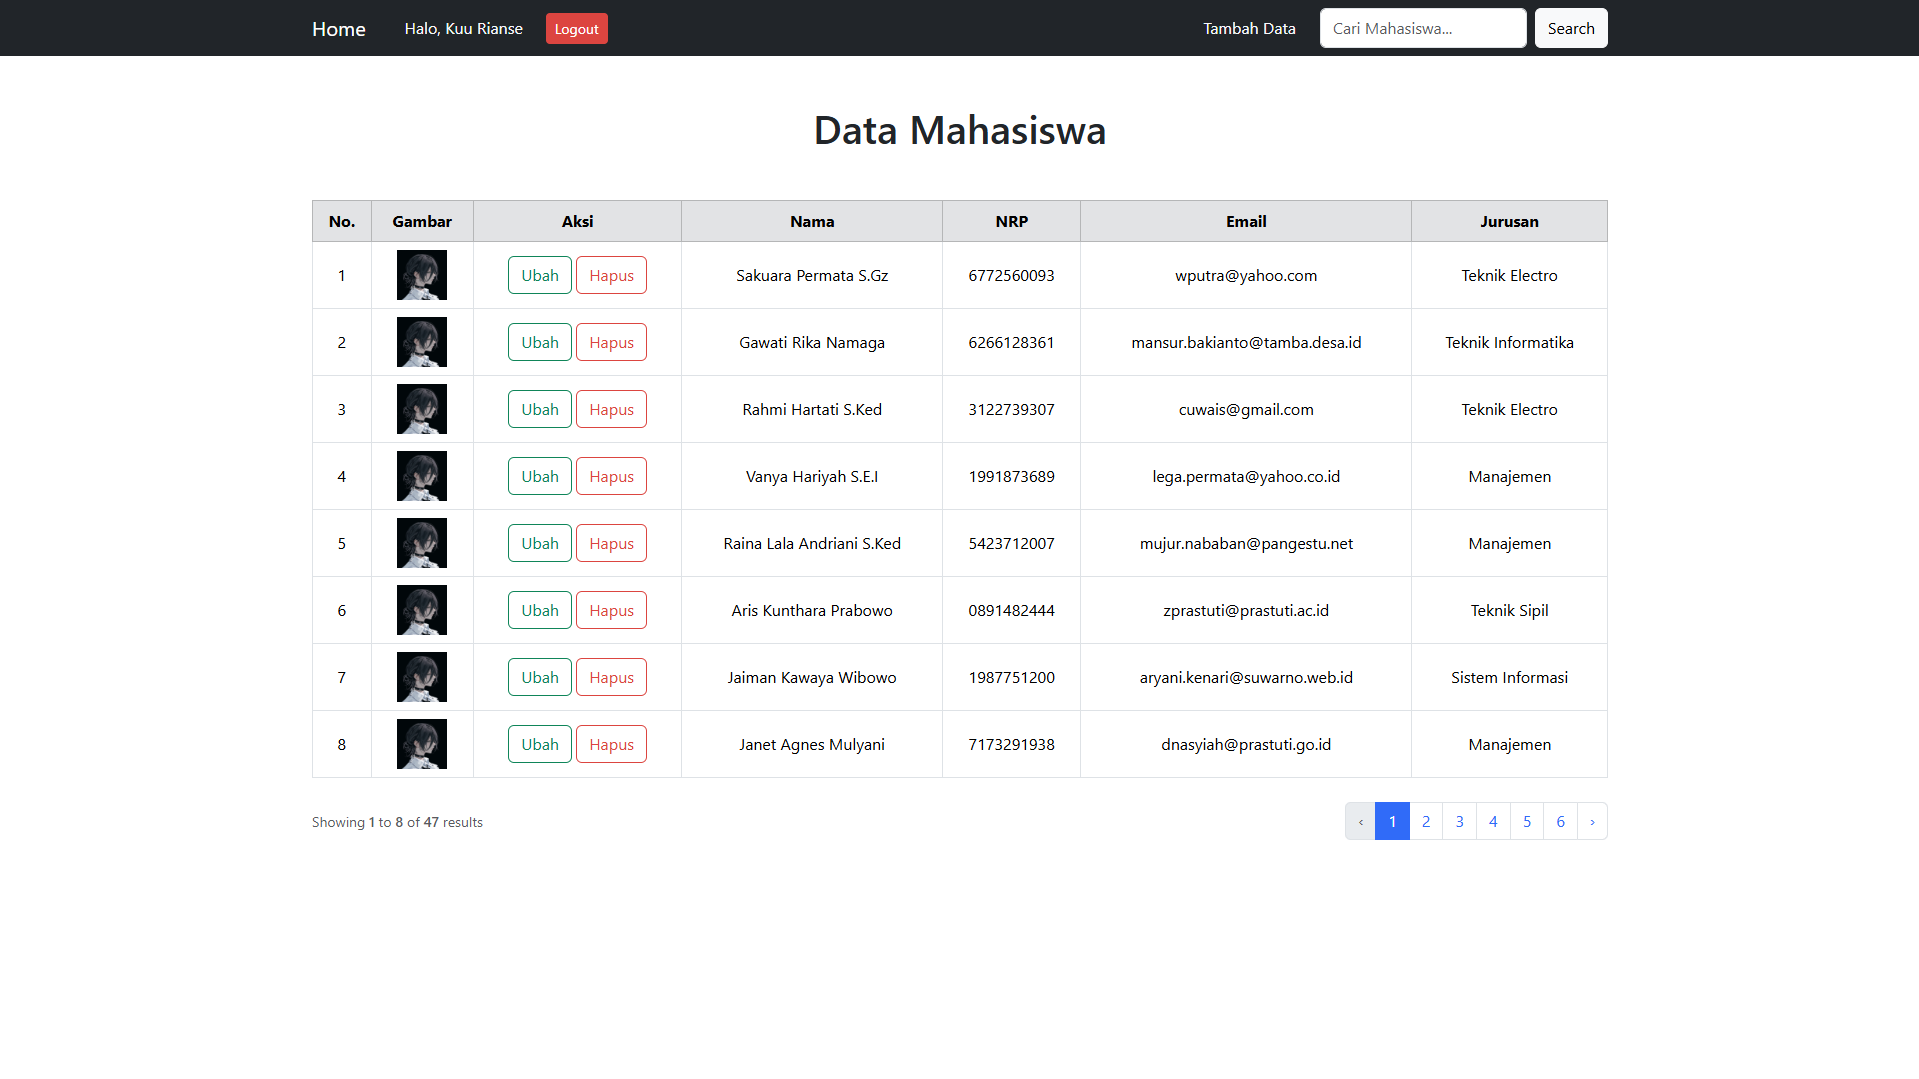 Home Halo, Kuu Rianse Logout Tambah Data Cari Mahasiswa... Search
Data Mahasiswa
No. Gambar Aksi Nama NRP Email Jurusan
1 Ubah Hapus Sakuara Permata S.Gz 6772560093 wputra@yahoo.com Teknik Electro
2 Ubah Hapus Gawati Rika Namaga 6266128361 mansur.bakianto@tamba.desa.id Teknik Informatika
3 Ubah Hapus Rahmi Hartati S.Ked 3122739307 cuwais@gmail.com Teknik Electro
4 Ubah Hapus Vanya Hariyah S.E.I 1991873689 lega.permata@yahoo.co.id Manajemen
5 Ubah Hapus Raina Lala Andriani S.Ked 5423712007 mujur.nababan@pangestu.net Manajemen
6 Ubah Hapus Aris Kunthara Prabowo 0891482444 zprastuti@prastuti.ac.id Teknik Sipil
7 Ubah Hapus Jaiman Kawaya Wibowo 1987751200 aryani.kenari@suwarno.web.id Sistem Informasi
8 Ubah Hapus Janet Agnes Mulyani 7173291938 dnasyiah@prastuti.go.id Manajemen
Showing 1 to 8 of 47 results ‹ 1 2 3 4 5 6 ›